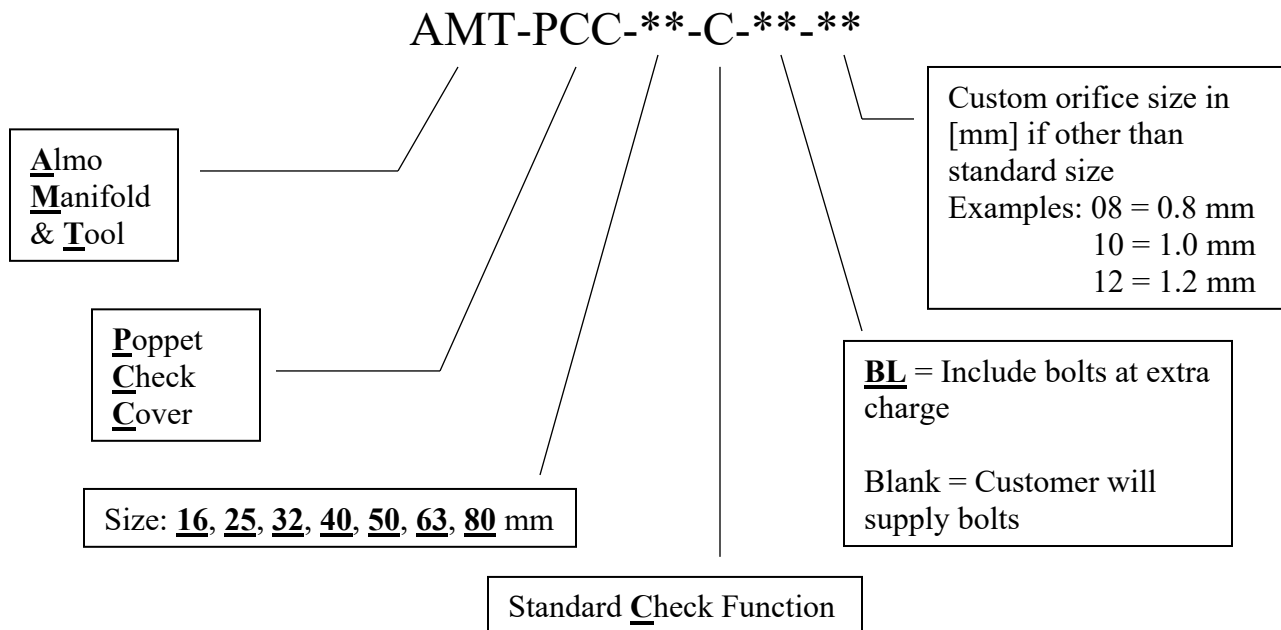 AMT-PCC-**-C-**-**
Almo
Manifold
& Tool
Custom orifice size in
[mm] if other than
standard size
Examples: 08 = 0.8 mm
10 = 1.0 mm
12 = 1.2 mm
Poppet
Check
Cover
BL = Include bolts at extra
charge
Blank = Customer will
supply bolts
Size: 16, 25, 32, 40, 50, 63, 80 mm
Standard Check Function